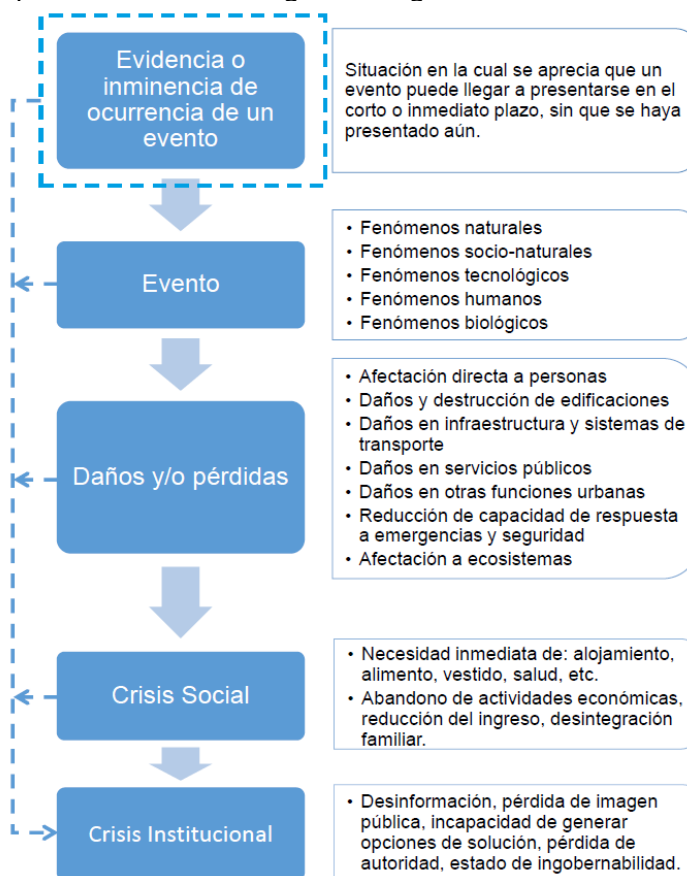 Evidencia o
inminencia de
ocurrencia de un
evento
Situación en la cual se aprecia que un
evento puede llegar a presentarse en el
corto o inmediato plazo, sin que se haya
presentado aún.
Evento
• Fenómenos naturales
• Fenómenos socio-naturales
• Fenómenos tecnológicos
• Fenómenos humanos
• Fenómenos biológicos
Daños y/o pérdidas
• Afectación directa a personas
• Daños y destrucción de edificaciones
• Daños en infraestructura y sistemas de
transporte
• Daños en servicios públicos
• Daños en otras funciones urbanas
• Reducción de capacidad de respuesta
a emergencias y seguridad
• Afectación a ecosistemas
Crisis Social
• Necesidad inmediata de: alojamiento,
alimento, vestido, salud, etc.
• Abandono de actividades económicas,
reducción del ingreso, desintegración
familiar.
Crisis Institucional
• Desinformación, pérdida de imagen
pública, incapacidad de generar
opciones de solución, pérdida de
autoridad, estado de ingobernabilidad.